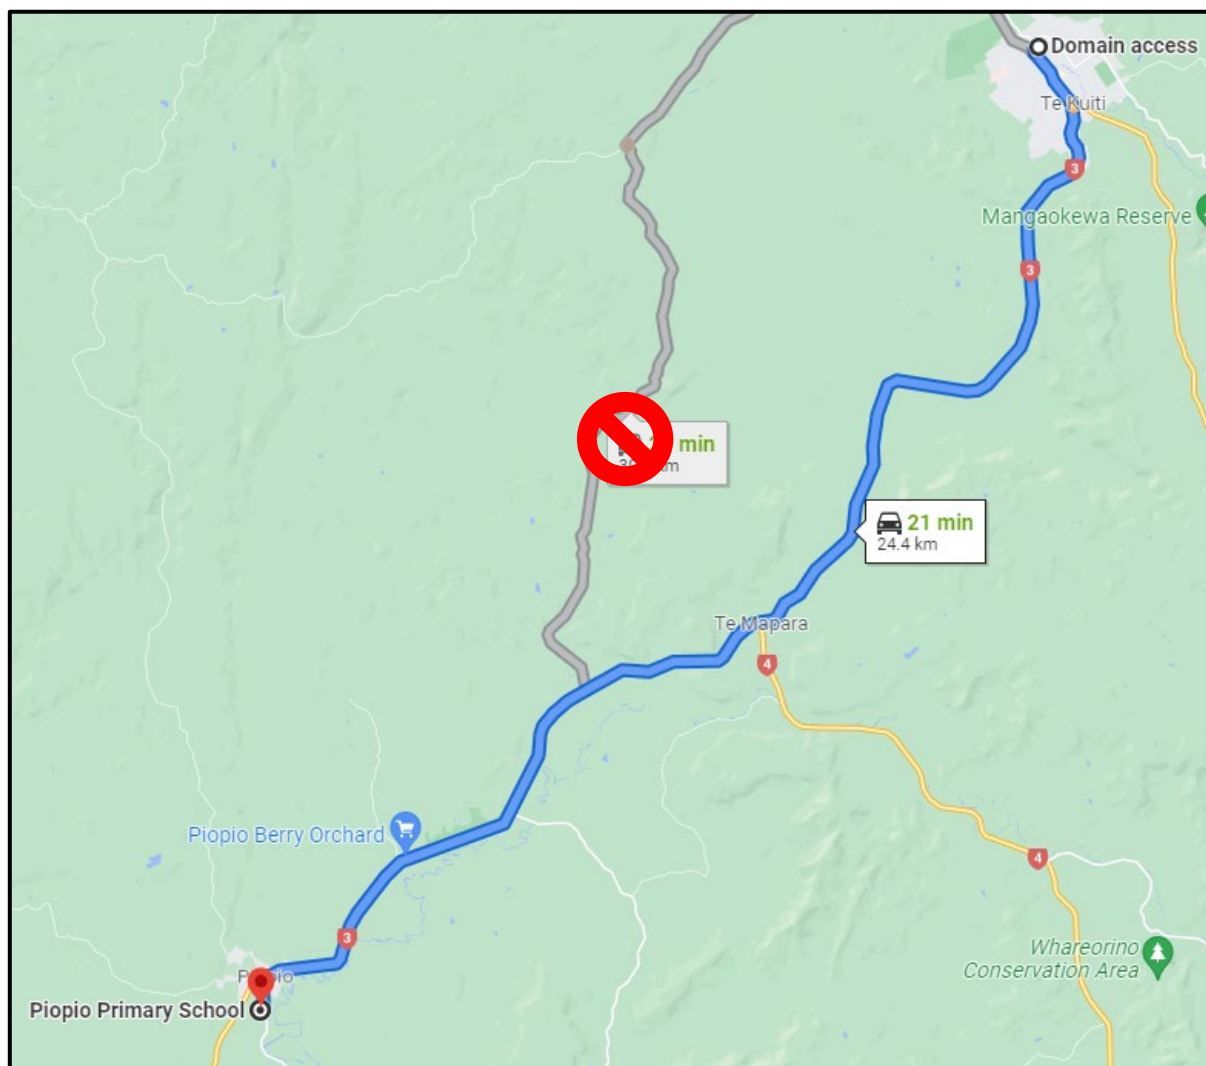 Domain access
Te Kuiti
3
Mangaokewa Reserve
3
min
km
21 min
24.4 km
Te Mapara
4
Piopio Berry Orchard
4
3
Whareorino
Conservation Area
Piopio Primary School